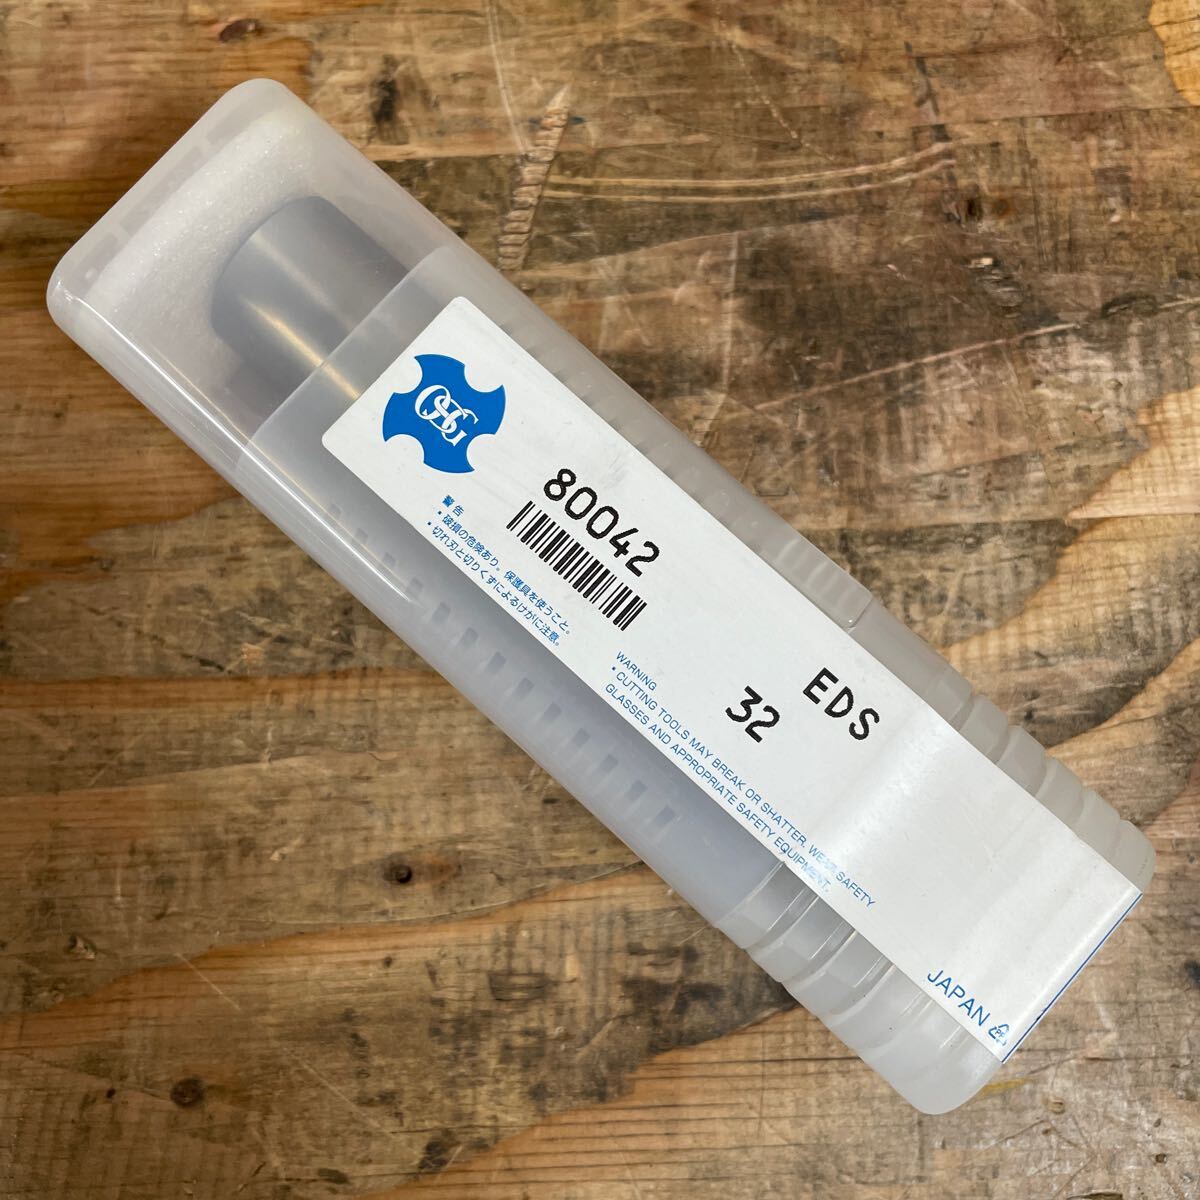 OSG
80042
警告
・破損の危険あり。保護具を使うこと。
・切れ刃と切りくずによるけがに注意。
EDS
32
WARNING
・CUTTING TOOLS MAY BREAK OR SHATTER. WEAR SAFETY
GLASSES AND APPROPRIATE SAFETY EQUIPMENT.
JAPAN
PP